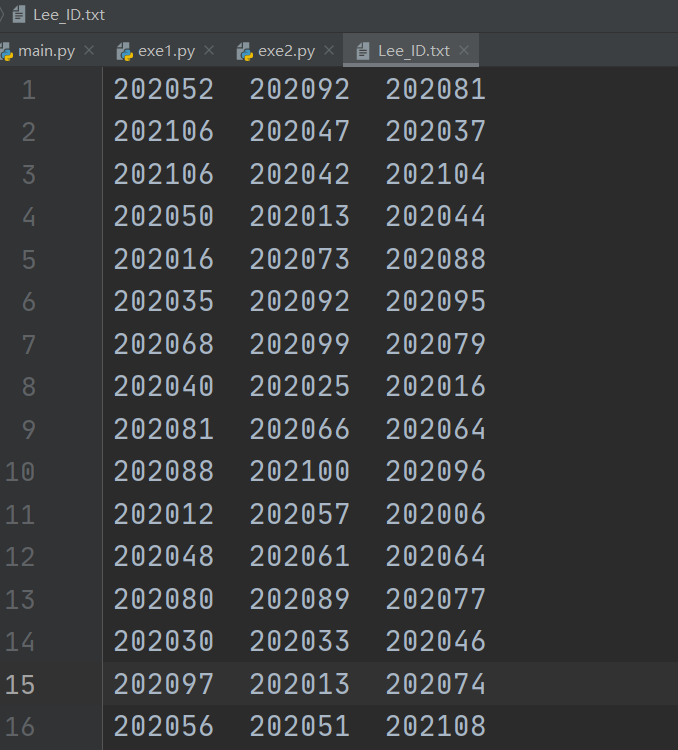 Lee_ID.txt
main.py exe1.py exe2.py Lee_ID.txt
1 202052 202092 202081
2 202106 202047 202037
3 202106 202042 202104
4 202050 202013 202044
5 202016 202073 202088
6 202035 202092 202095
7 202068 202099 202079
8 202040 202025 202016
9 202081 202066 202064
10 202088 202100 202096
11 202012 202057 202006
12 202048 202061 202064
13 202080 202089 202077
14 202030 202033 202046
15 202097 202013 202074
16 202056 202051 202108